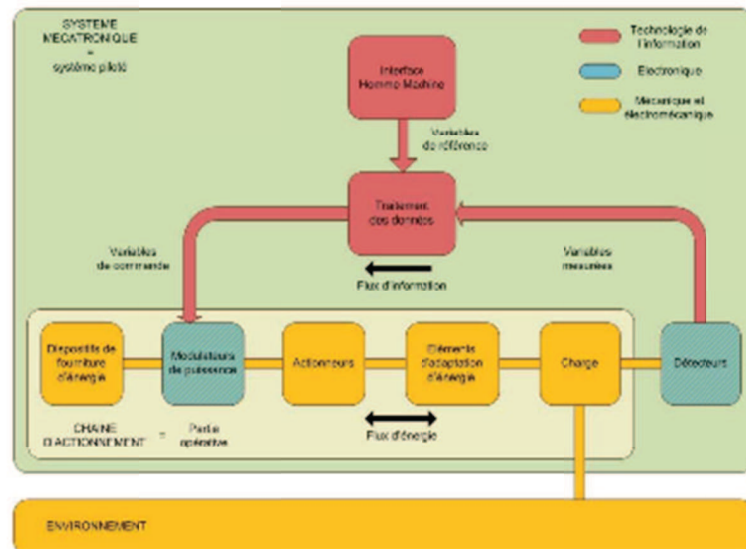 SYSTEME
MECATRONIQUE
=
système piloté
Technologie de
l'information
Electronique
Mécanique et
électromécanique
Interface
Homme Machine
Variables
de référence
Traitement
des données
Variables
de commande
Variables
mesurées
Flux d'information
Dispositifs de
fourniture
d'énergie
Modulateurs
de puissance
Actionneurs
Eléments
d'adaptation
d'énergie
Charge
Détecteurs
CHAINE
D'ACTIONNEMENT
=
Partie
opérative
Flux d'énergie
ENVIRONNEMENT